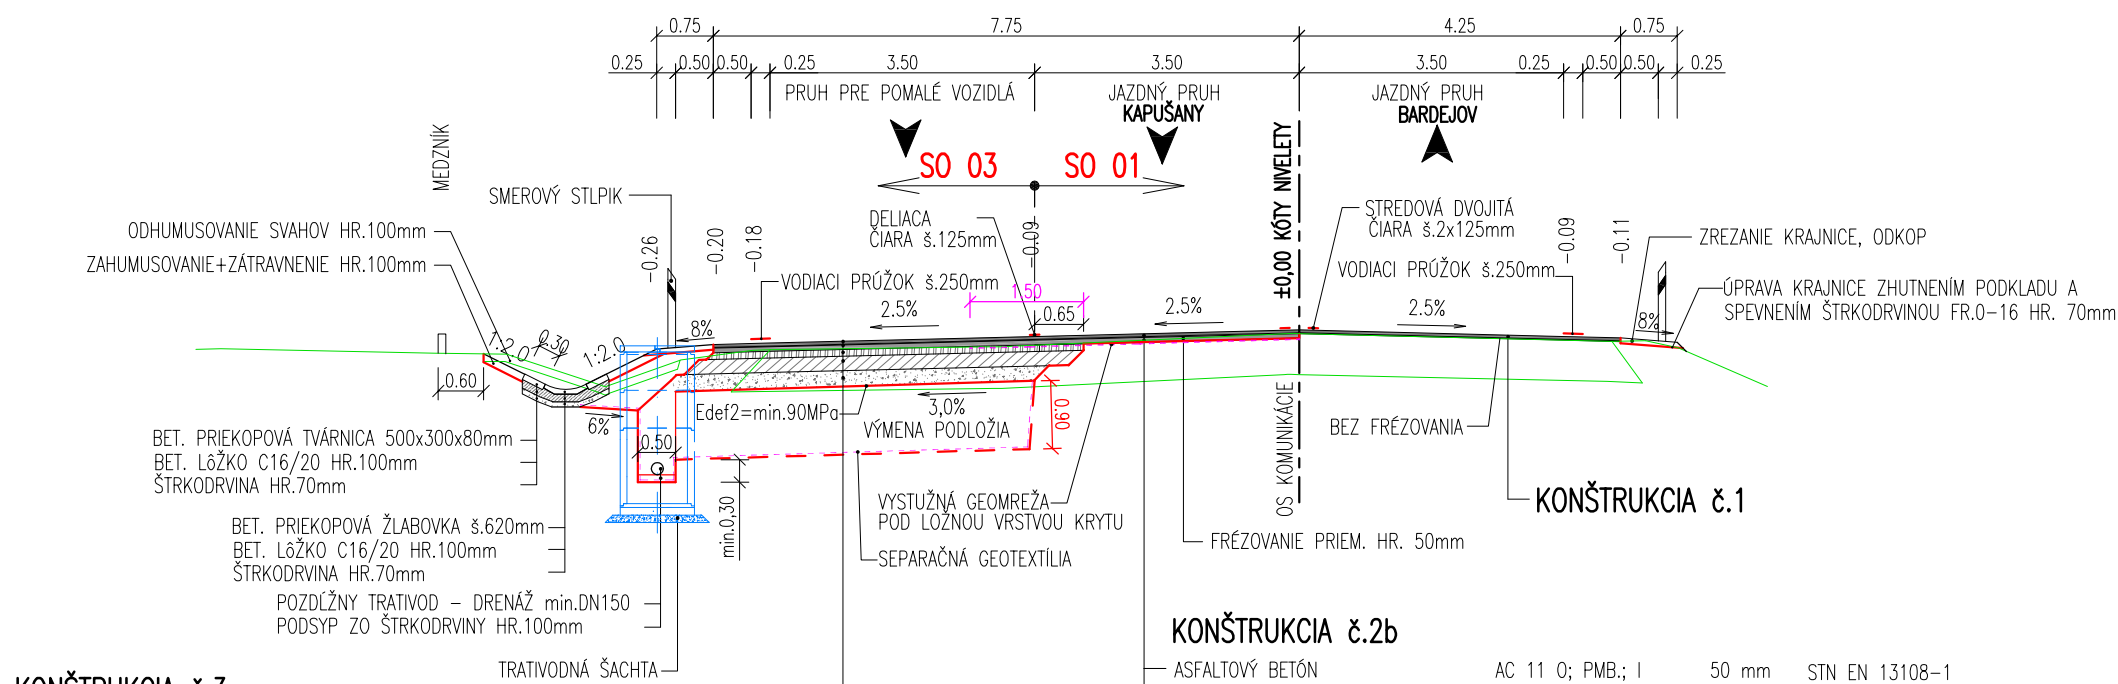 0.75 7.75 4.25 0.75
0.25 0.50 0.50 0.25 3.50 3.50 3.50 0.25 0.50 0.50 0.25
PRUH PRE POMALÉ VOZIDLÁ
JAZDNÝ PRUH
KAPUŠANY
JAZDNÝ PRUH
BARDEJOV
MEDZNÍK
SO 03 SO 01
±0,00 KÓTY NIVELETY
SMEROVÝ STLPIK
ODHUMUSOVANIE SVAHOV HR.100mm
ZAHUMUSOVANIE+ZÁTRAVNENIE HR.100mm
-0.26
-0.20
-0.18
DELIACA
ČIARA š.125mm
-0.09
STREDOVÁ DVOJITÁ
ČIARA š.2x125mm
-0.09
-0.11
ZREZANIE KRAJNICE, ODKOP
VODIACI PRÚŽOK š.250mm
VODIACI PRÚŽOK š.250mm
ÚPRAVA KRAJNICE ZHUTNENÍM PODKLADU A
SPEVNENÍM ŠTRKODRVINOU FR.0-16 HR. 70mm
1.50
0.65
2.5%
2.5%
2.5%
8%
8%
1:2.0
0.30
1:2.0
0.60
6%
0.50
Edef2=min.90MPa
3,0%
VÝMENA PODLOŽIA
0.90
BEZ FRÉZOVANIA
OS KOMUNIKÁCIE
BET. PRIEKOPOVÁ TVÁRNICA 500x300x80mm
BET. LôŽKO C16/20 HR.100mm
ŠTRKODRVINA HR.70mm
min.0,30
VYSTUŽNÁ GEOMREŽA
POD LOŽNOU VRSTVOU KRYTU
KONŠTRUKCIA č.1
BET. PRIEKOPOVÁ ŽLABOVKA š.620mm
BET. LôŽKO C16/20 HR.100mm
ŠTRKODRVINA HR.70mm
SEPARAČNÁ GEOTEXTÍLIA
FRÉZOVANIE PRIEM. HR. 50mm
POZDĹŽNY TRATIVOD - DRENÁŽ min.DN150
PODSYP ZO ŠTRKODRVINY HR.100mm
KONŠTRUKCIA č.2b
TRATIVODNÁ ŠACHTA
ASFALTOVÝ BETÓN AC 11 O; PMB.; I 50 mm STN EN 13108-1
KONŠTRUKCIA č.3